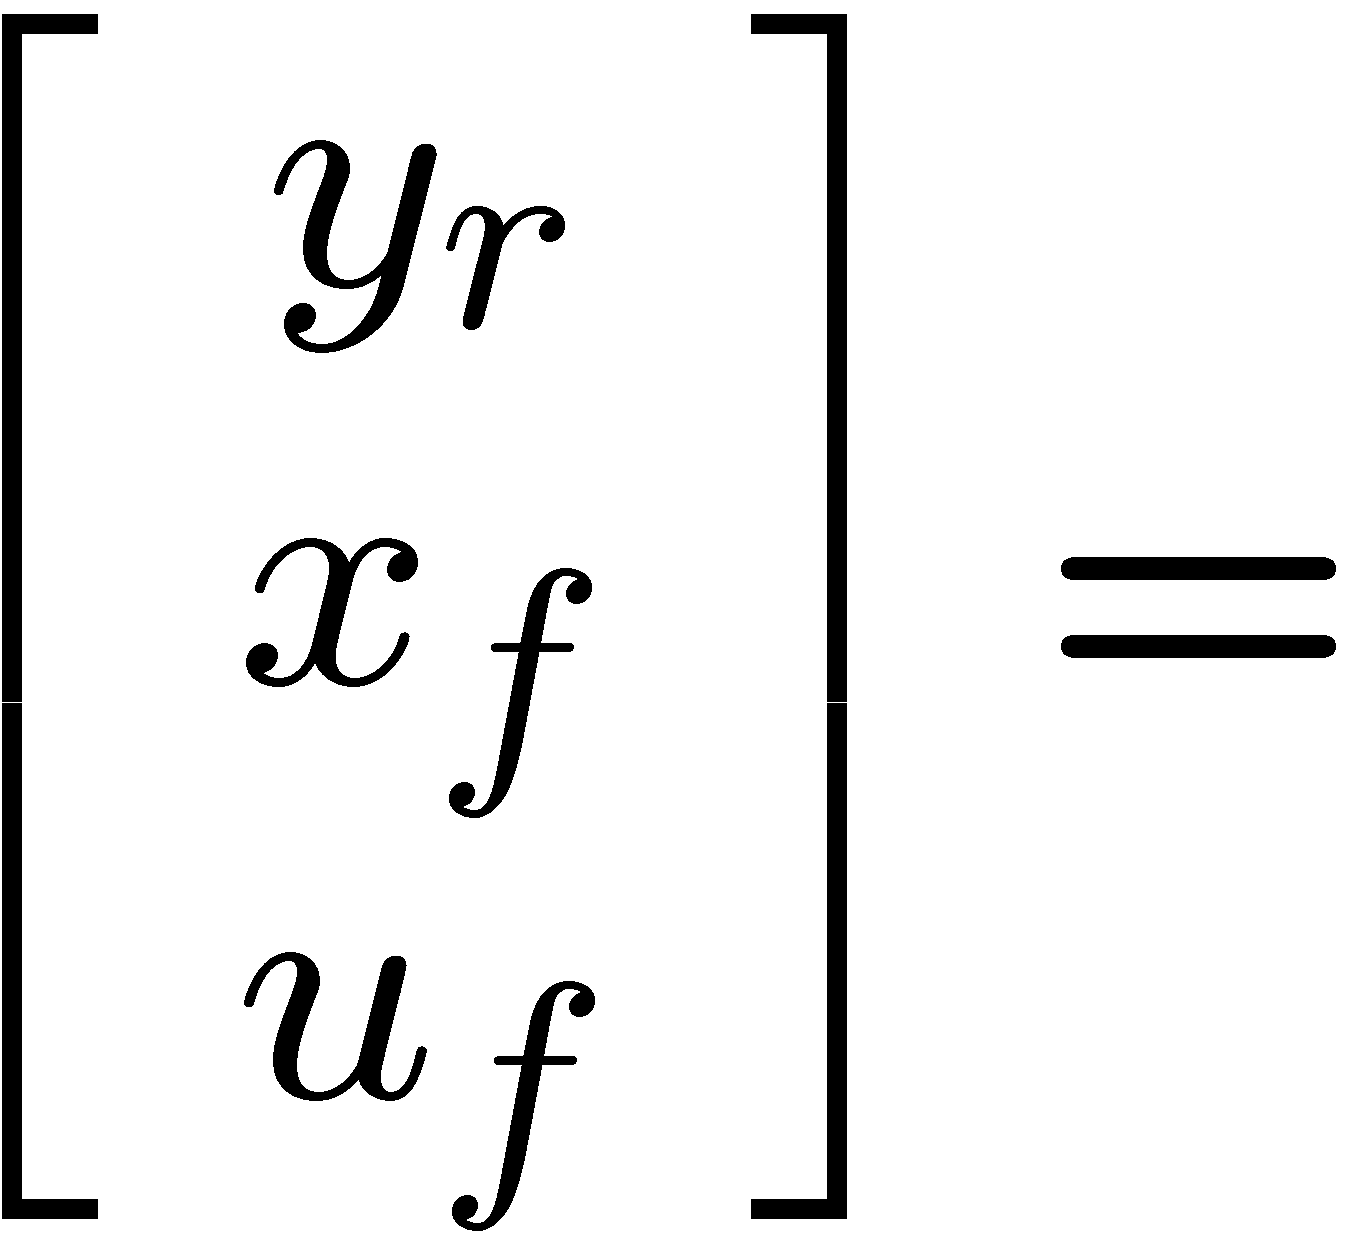 y_r
x_f =
u_f